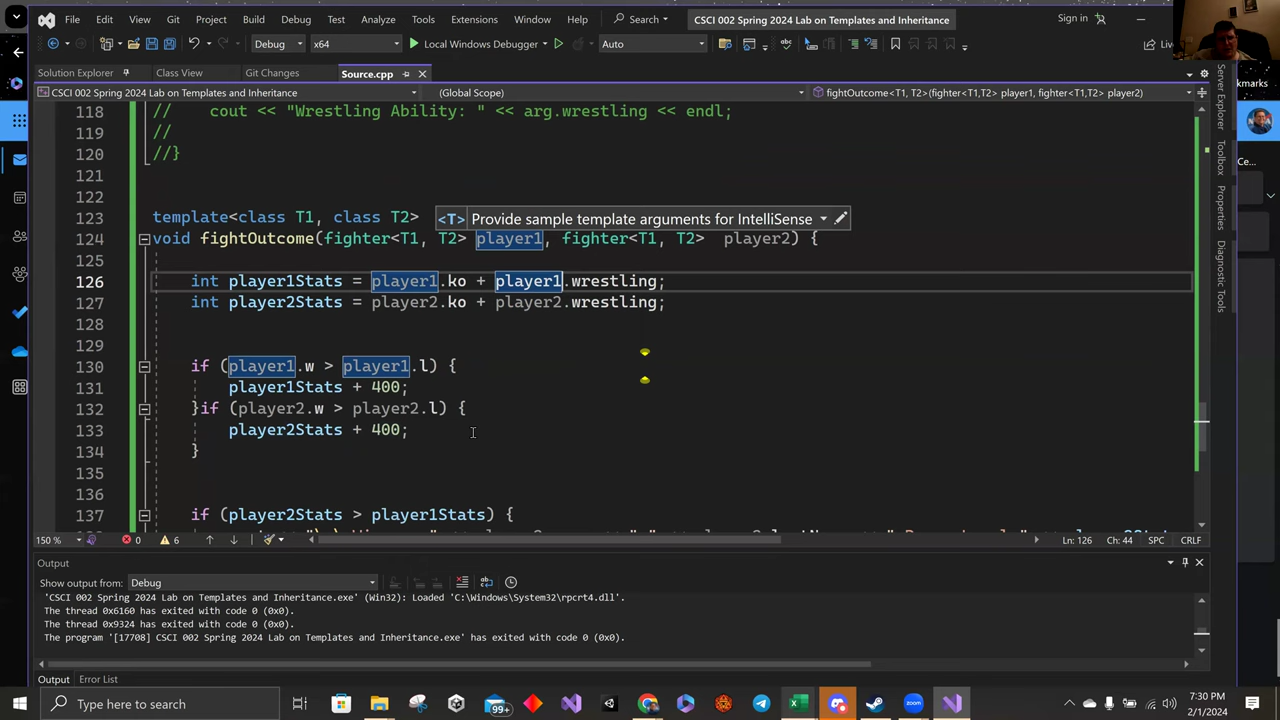 File Edit View Git Project Build Debug Test Analyze Tools Extensions Window Help Search CSCI 002 Spring 2024 Lab on Templates and Inheritance Sign in
Debug x64 Local Windows Debugger Auto Live
Solution Explorer Class View Git Changes Source.cpp
CSCI 002 Spring 2024 Lab on Templates and Inheritance (Global Scope) fightOutcome<T1, T2>(fighter<T1,T2> player1, fighter<T1,T2> player2)
118 // cout << "Wrestling Ability: " << arg.wrestling << endl;
119 //
120 //}
121
122
123 template<class T1, class T2> <T> Provide sample template arguments for IntelliSense
124 void fightOutcome(fighter<T1, T2> player1, fighter<T1, T2> player2) {
125
126 int player1Stats = player1.ko + player1.wrestling;
127 int player2Stats = player2.ko + player2.wrestling;
128
129
130 if (player1.w > player1.l) {
131 player1Stats + 400;
132 }if (player2.w > player2.l) {
133 player2Stats + 400;
134 }
135
136
137 if (player2Stats > player1Stats) {
150 % 0 6 Ln: 126 Ch: 44 SPC CRLF
Output
Show output from: Debug
'CSCI 002 Spring 2024 Lab on Templates and Inheritance.exe' (Win32): Loaded 'C:\Windows\System32\rpcrt4.dll'.
The thread 0x6160 has exited with code 0 (0x0).
The thread 0x9324 has exited with code 0 (0x0).
The program '[17708] CSCI 002 Spring 2024 Lab on Templates and Inheritance.exe' has exited with code 0 (0x0).
Output Error List
Server Explorer
Toolbox
Properties
SQL Server Object Explorer
kmarks
Ce...
Type here to search
99+
7:30 PM
2/1/2024